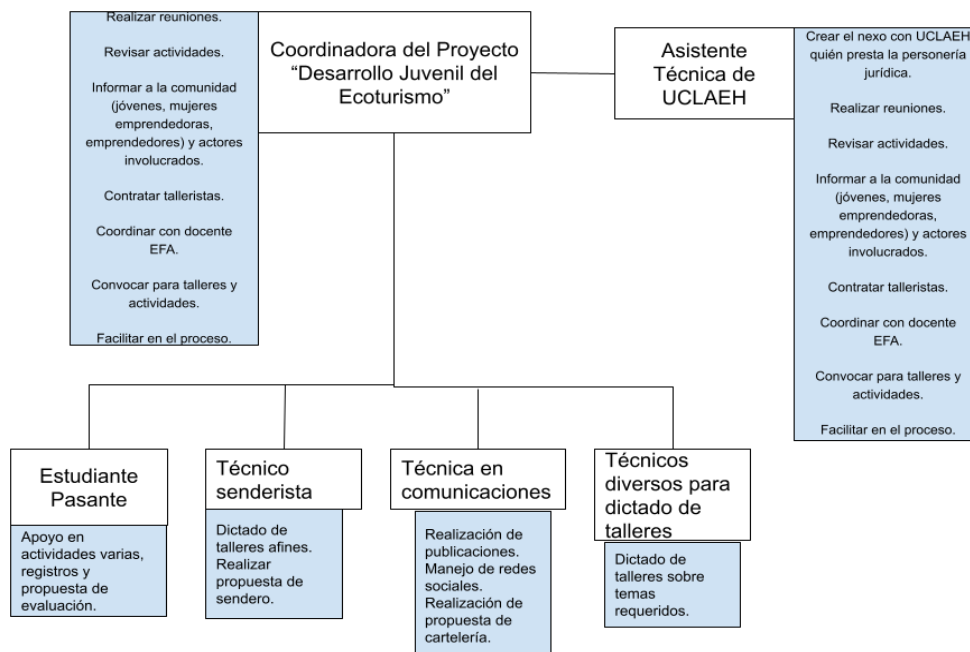 Realizar reuniones.
Revisar actividades.
Informar a la comunidad
(jóvenes, mujeres
emprendedoras,
emprendedores) y actores
involucrados.
Contratar talleristas.
Coordinar con docente
EFA.
Convocar para talleres y
actividades.
Facilitar en el proceso.
Coordinadora del Proyecto
“Desarrollo Juvenil del
Ecoturismo”
Asistente
Técnica de
UCLAEH
Crear el nexo con UCLAEH
quién presta la personería
jurídica.
Realizar reuniones.
Revisar actividades.
Informar a la comunidad
(jóvenes, mujeres
emprendedoras,
emprendedores) y actores
involucrados.
Contratar talleristas.
Coordinar con docente
EFA.
Convocar para talleres y
actividades.
Facilitar en el proceso.
Estudiante
Pasante
Apoyo en
actividades varias,
registros y
propuesta de
evaluación.
Técnico
senderista
Dictado de
talleres afines.
Realizar
propuesta de
sendero.
Técnica en
comunicaciones
Realización de
publicaciones.
Manejo de redes
sociales.
Realización de
propuesta de
cartelería.
Técnicos
diversos para
dictado de
talleres
Dictado de
talleres sobre
temas
requeridos.